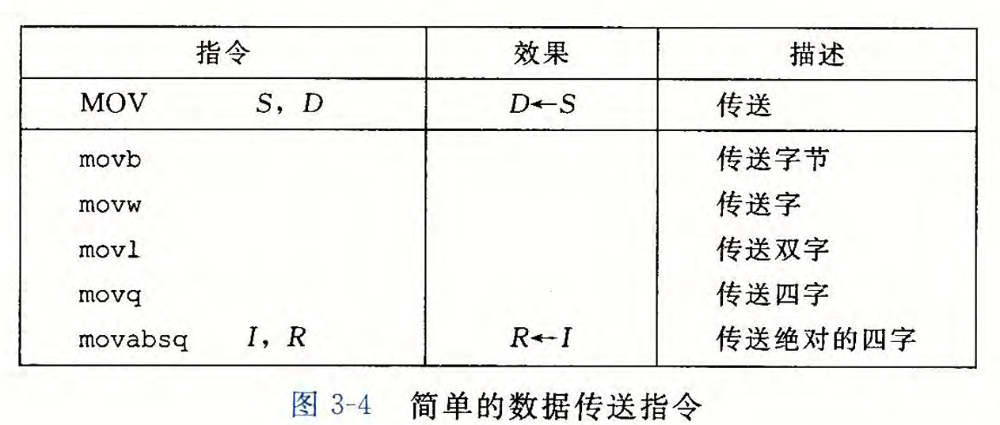 指令 效果 描述
MOV S, D D←S 传送
movb 传送字节
movw 传送字
movl 传送双字
movq 传送四字
movabsq I, R R←I 传送绝对的四字
图 3-4 简单的数据传送指令